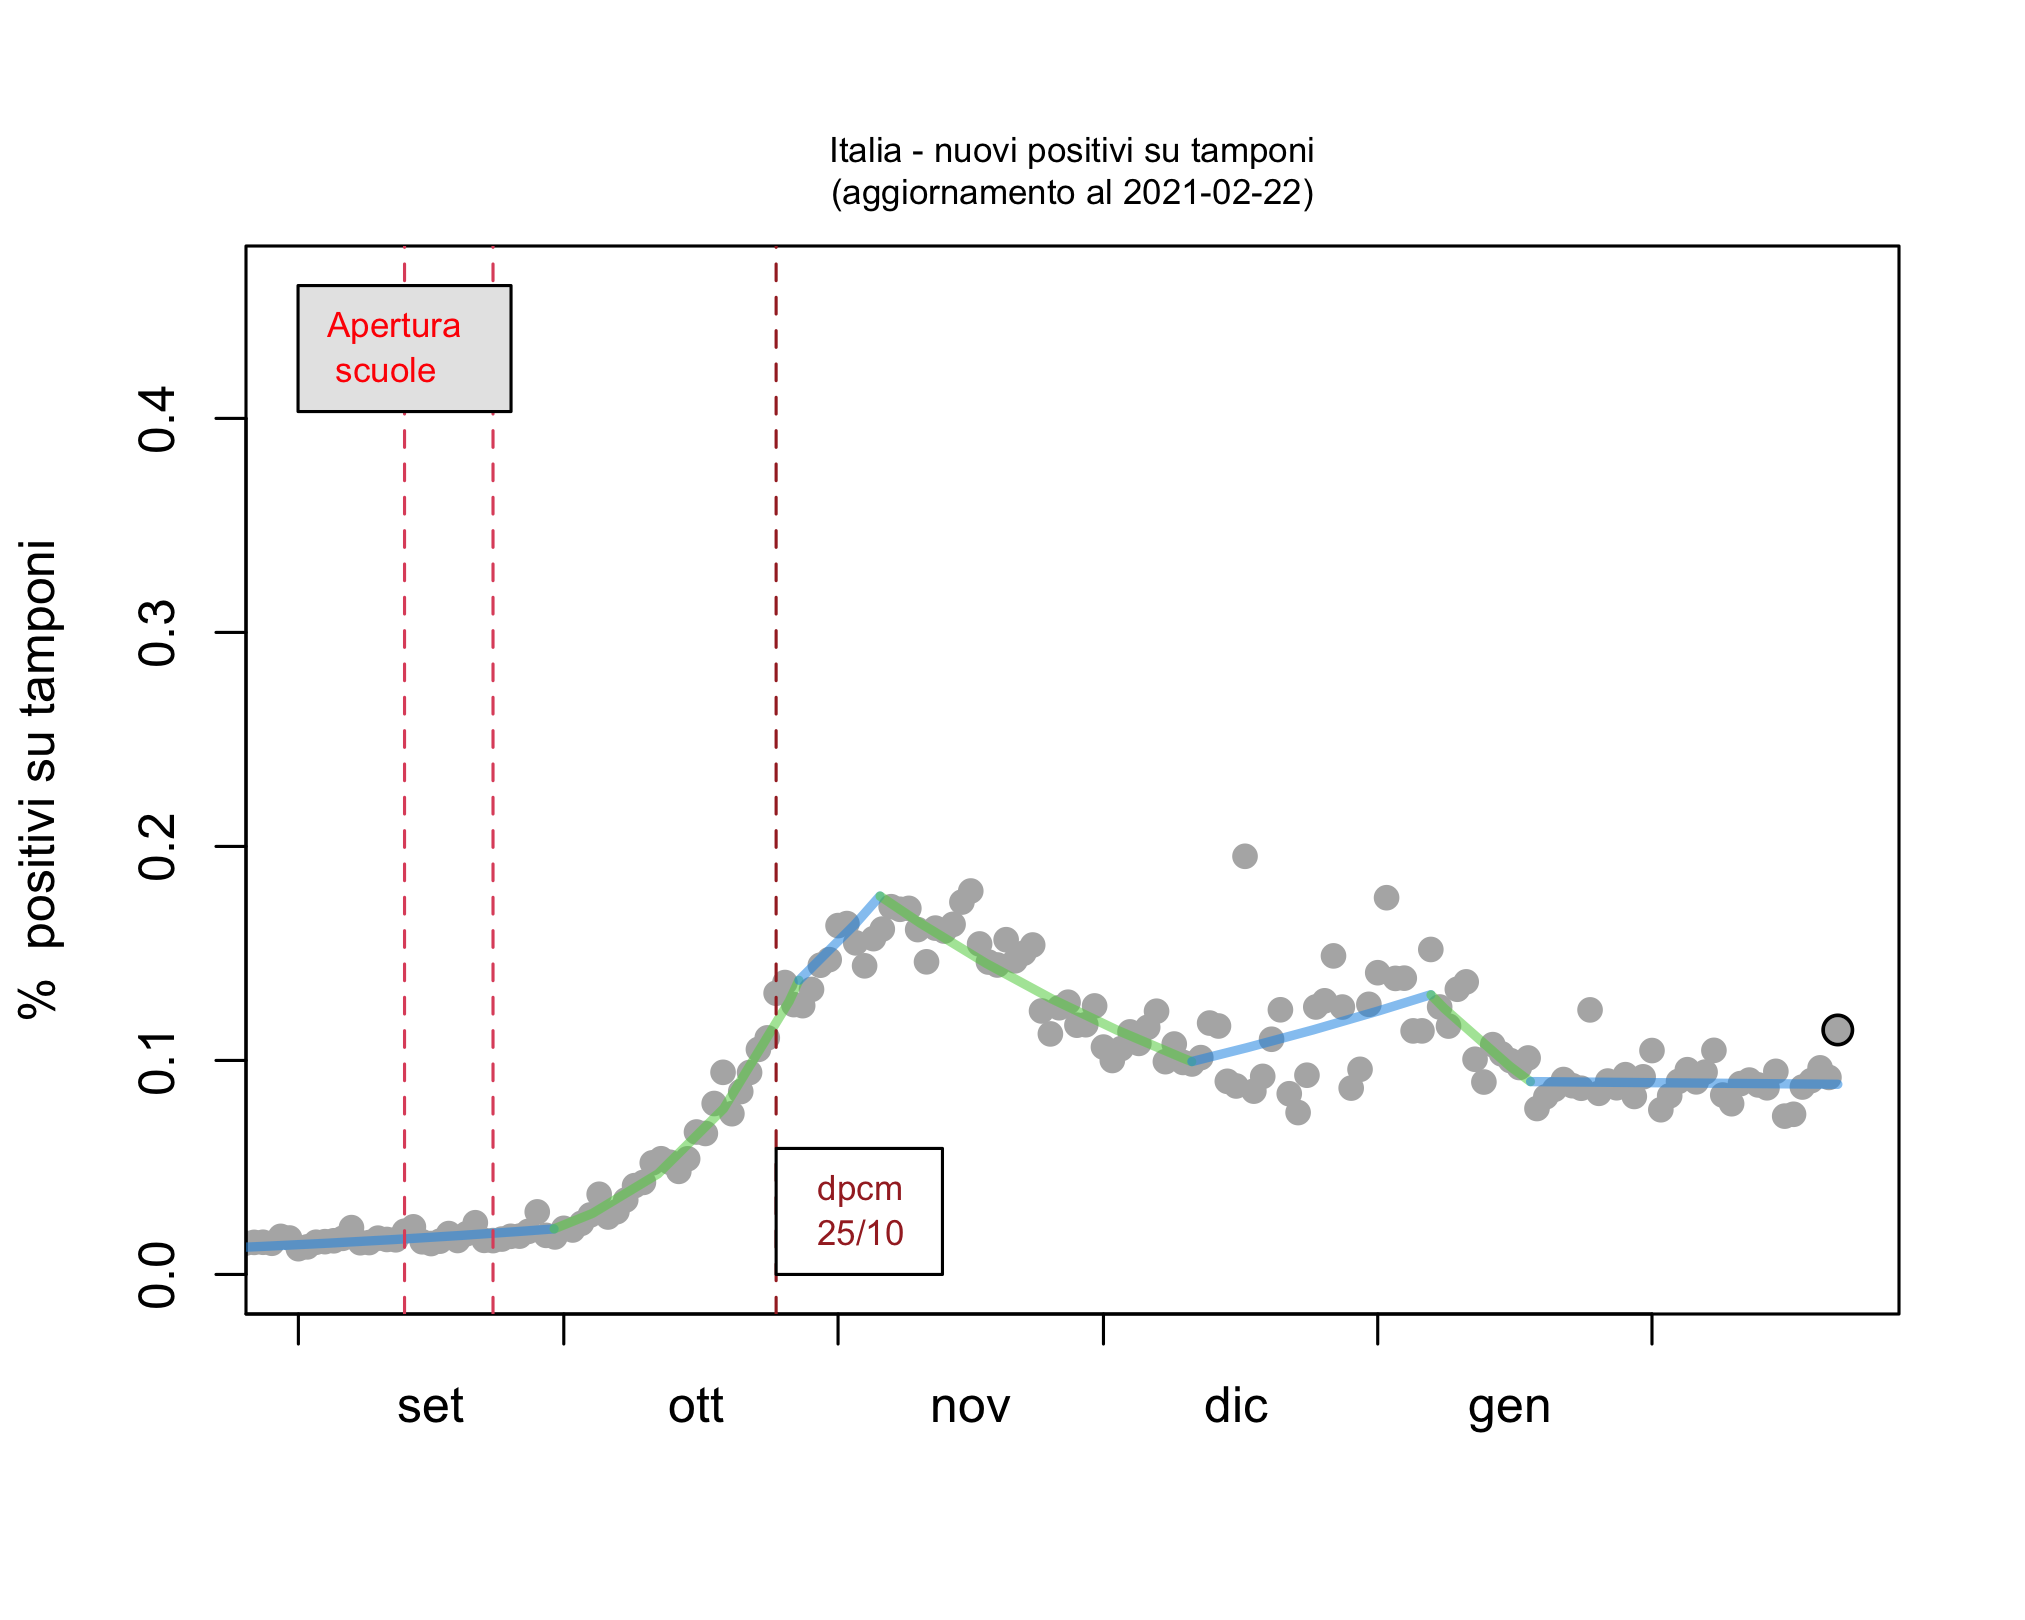 Italia - nuovi positivi su tamponi
(aggiornamento al 2021-02-22)
Apertura
scuole
% positivi su tamponi
0.4
0.3
0.2
0.1
0.0
dpcm
25/10
set ott nov dic gen